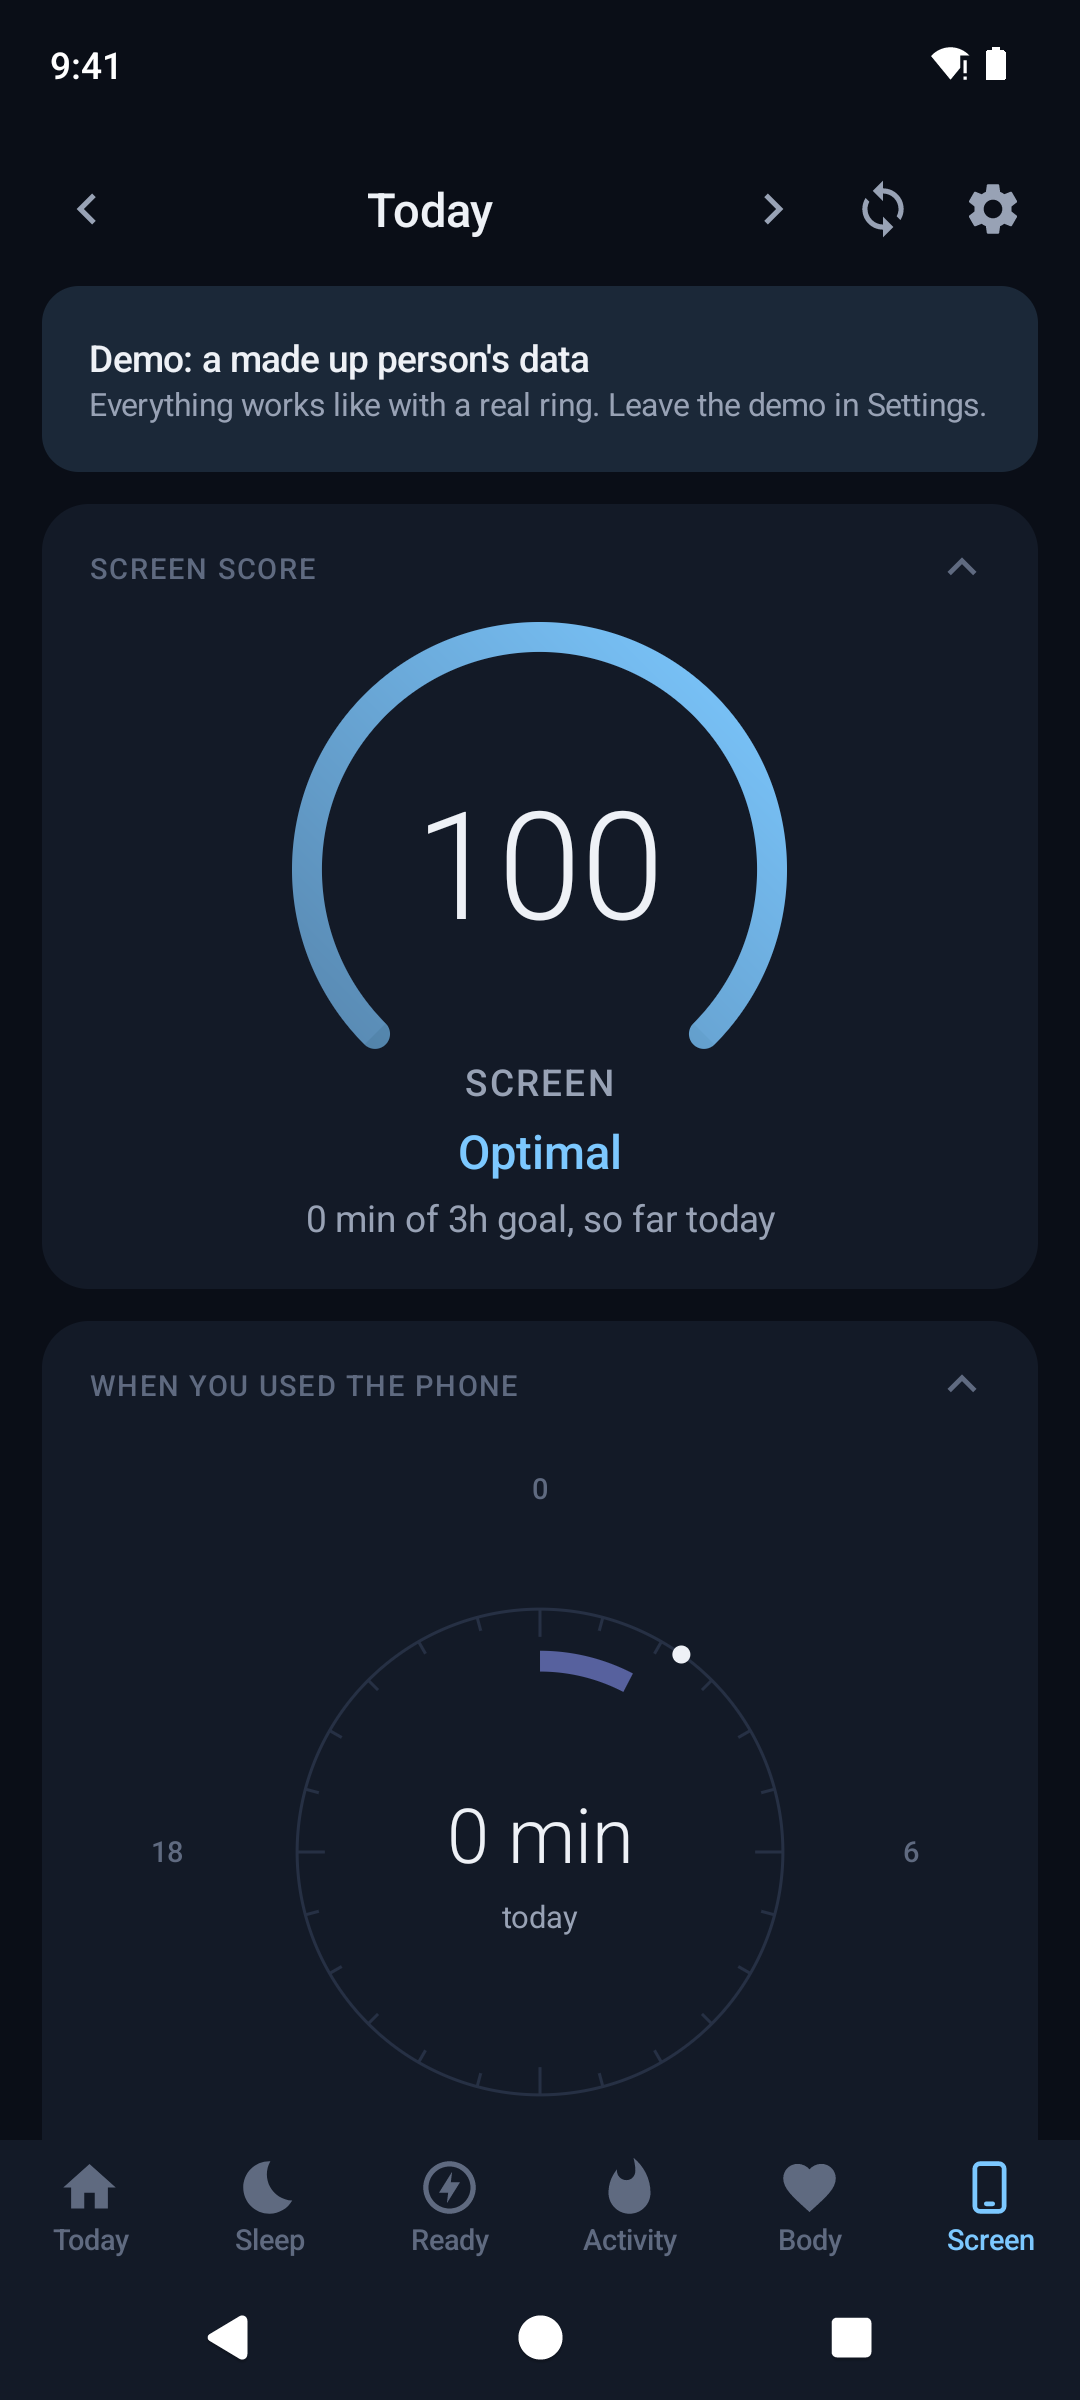 9:41
Today
Demo: a made up person's data
Everything works like with a real ring. Leave the demo in Settings.
SCREEN SCORE
100
SCREEN
Optimal
0 min of 3h goal, so far today
WHEN YOU USED THE PHONE
0
18
6
0 min
today
Today Sleep Ready Activity Body Screen